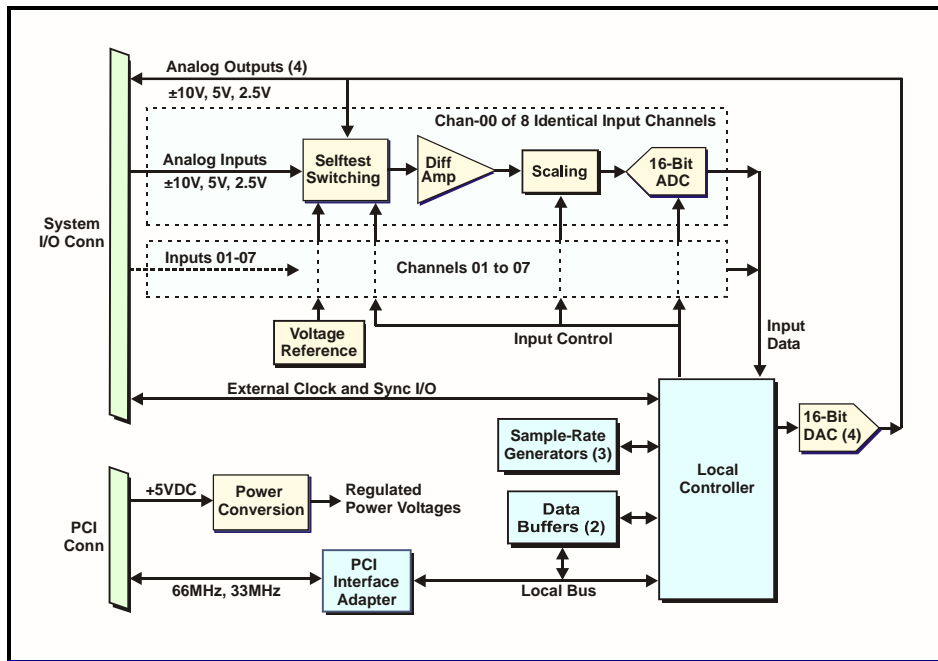 Analog Outputs (4)
±10V, 5V, 2.5V
Chan-00 of 8 Identical Input Channels
Analog Inputs
±10V, 5V, 2.5V
Selftest
Switching
Diff
Amp
Scaling
16-Bit
ADC
System
I/O Conn
Inputs 01-07
Channels 01 to 07
Voltage
Reference
Input Control
Input
Data
External Clock and Sync I/O
Sample-Rate
Generators (3)
Local
Controller
16-Bit
DAC (4)
+5VDC
Power
Conversion
Regulated
Power Voltages
Data
Buffers (2)
PCI
Conn
66MHz, 33MHz
PCI
Interface
Adapter
Local Bus